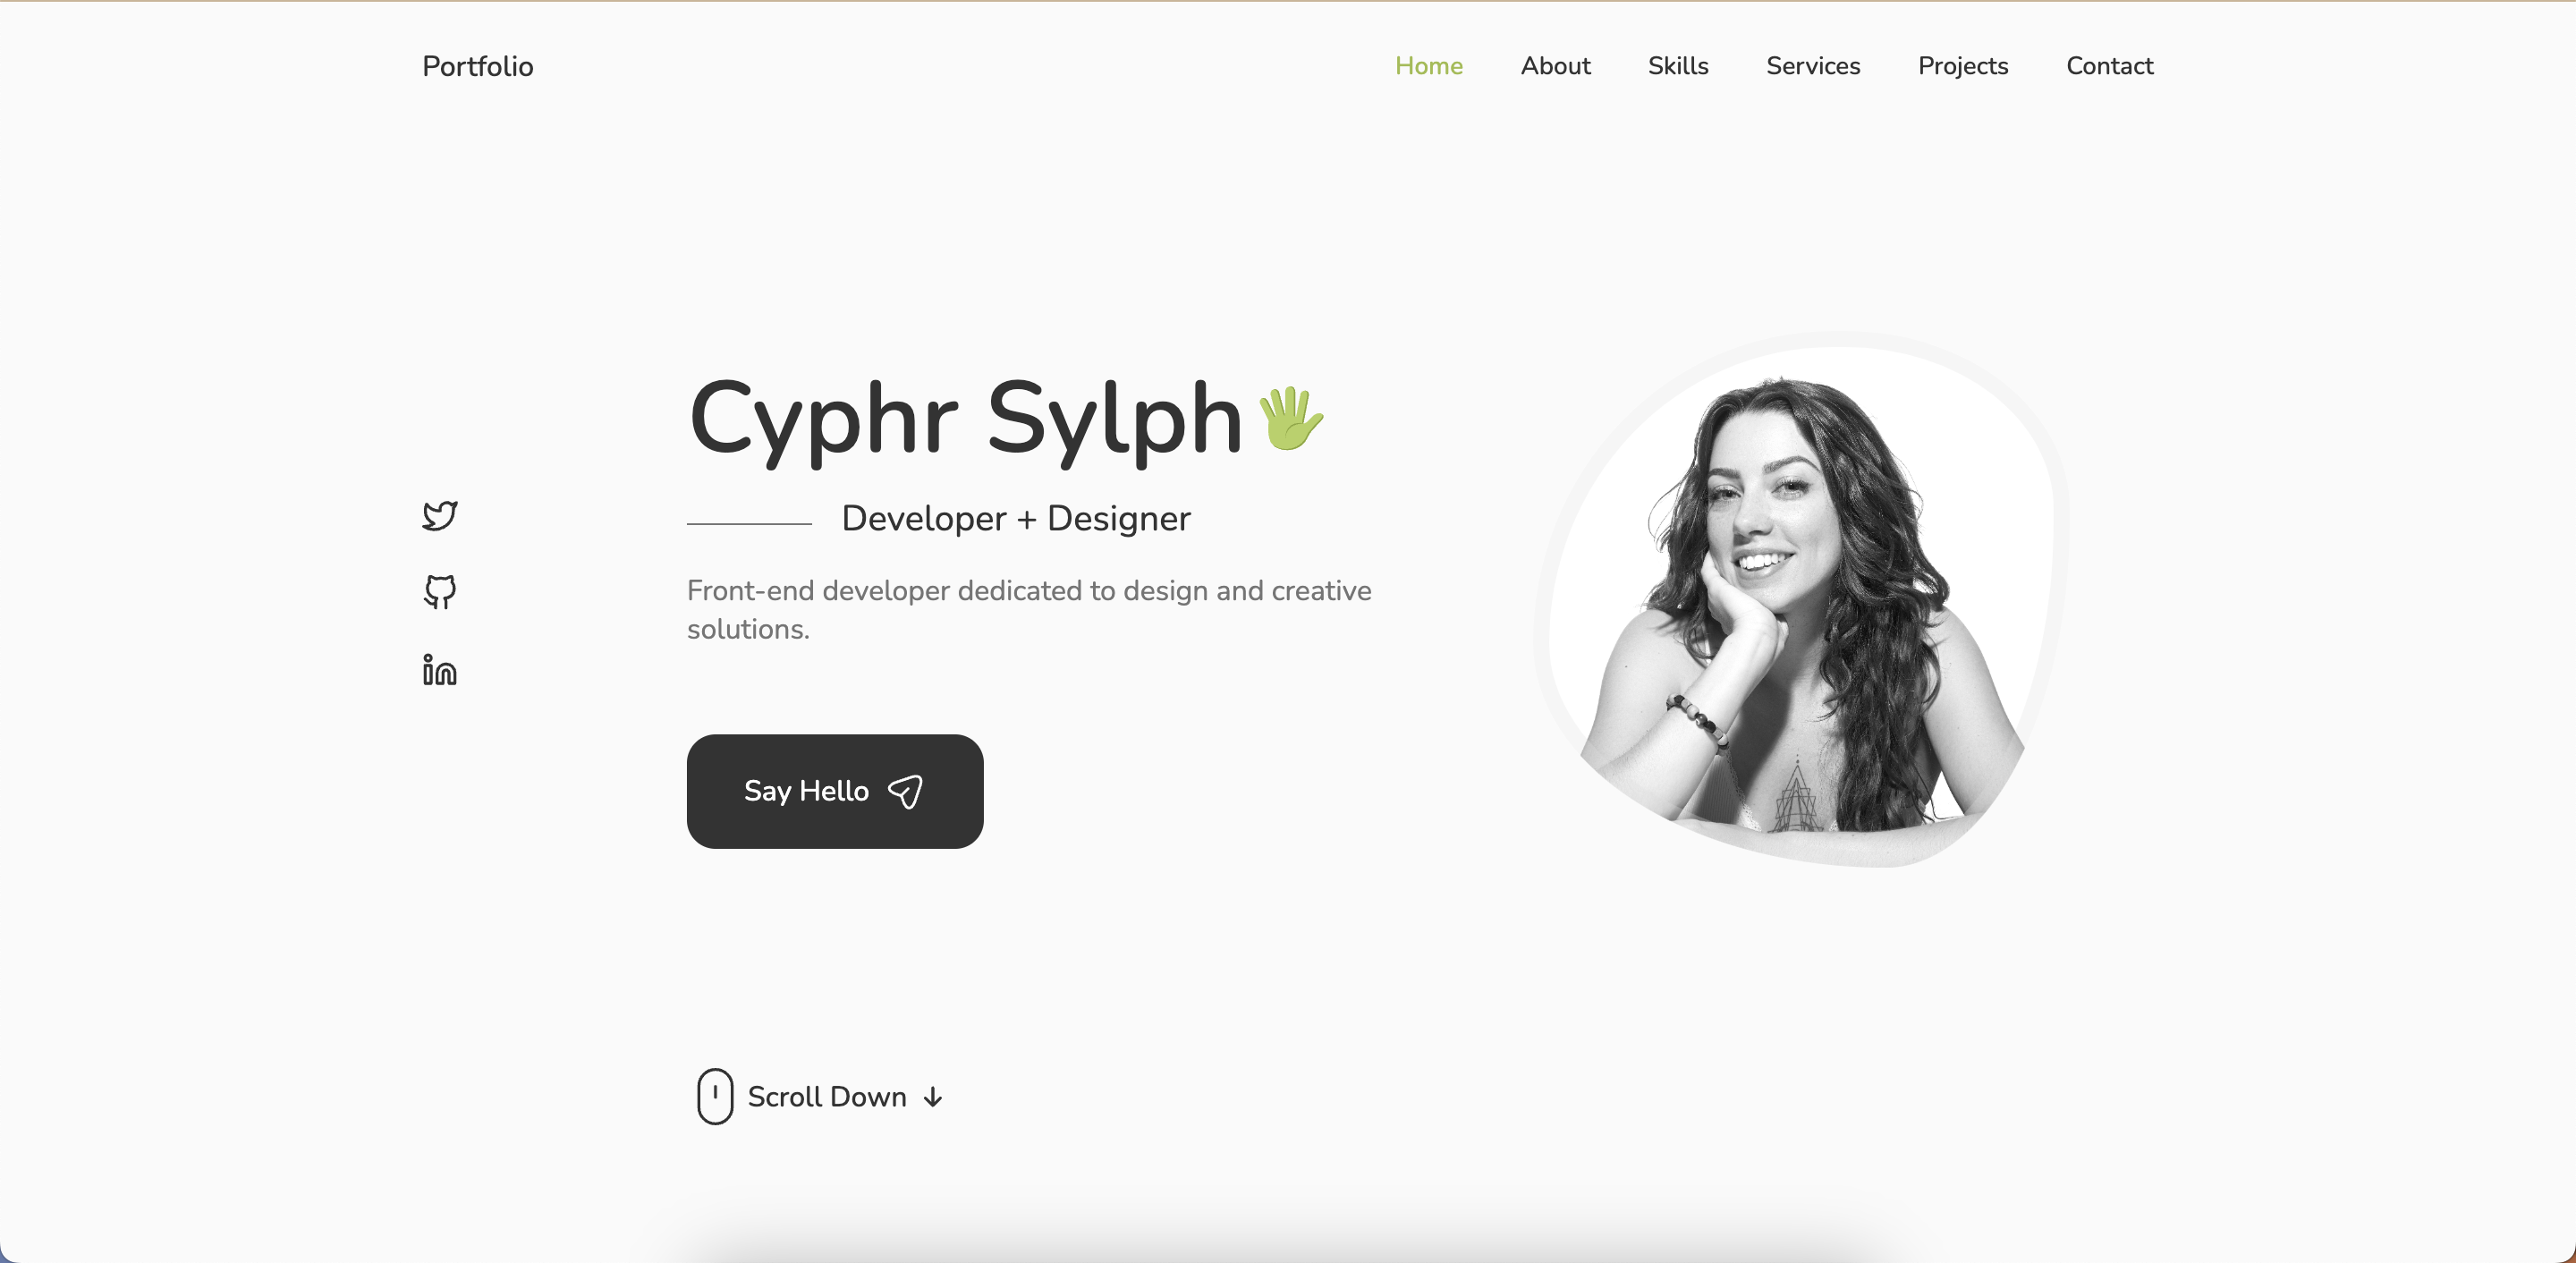 Portfolio
Home About Skills Services Projects Contact
Cyphr Sylph
Developer + Designer
Front-end developer dedicated to design and creative
solutions.
Say Hello
Scroll Down